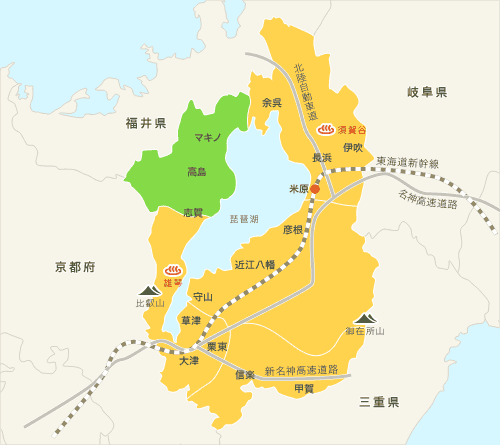 北陸自動車道
岐阜県
余呉
福井県
須賀谷
マキノ
伊吹
長浜
東海道新幹線
高島
米原
名神高速道路
志賀
琵琶湖
彦根
京都府
近江八幡
雄琴
守山
比叡山
草津
御在所山
栗東
大津
新名神高速道路
信楽
甲賀
三重県